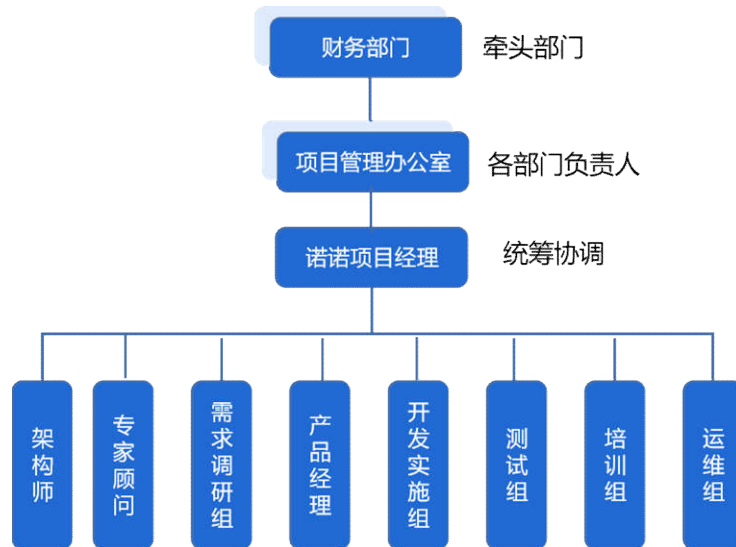 财务部门
牵头部门
项目管理办公室
各部门负责人
诺诺项目经理
统筹协调
架构师
专家顾问
需求调研组
产品经理
开发实施组
测试组
培训组
运维组